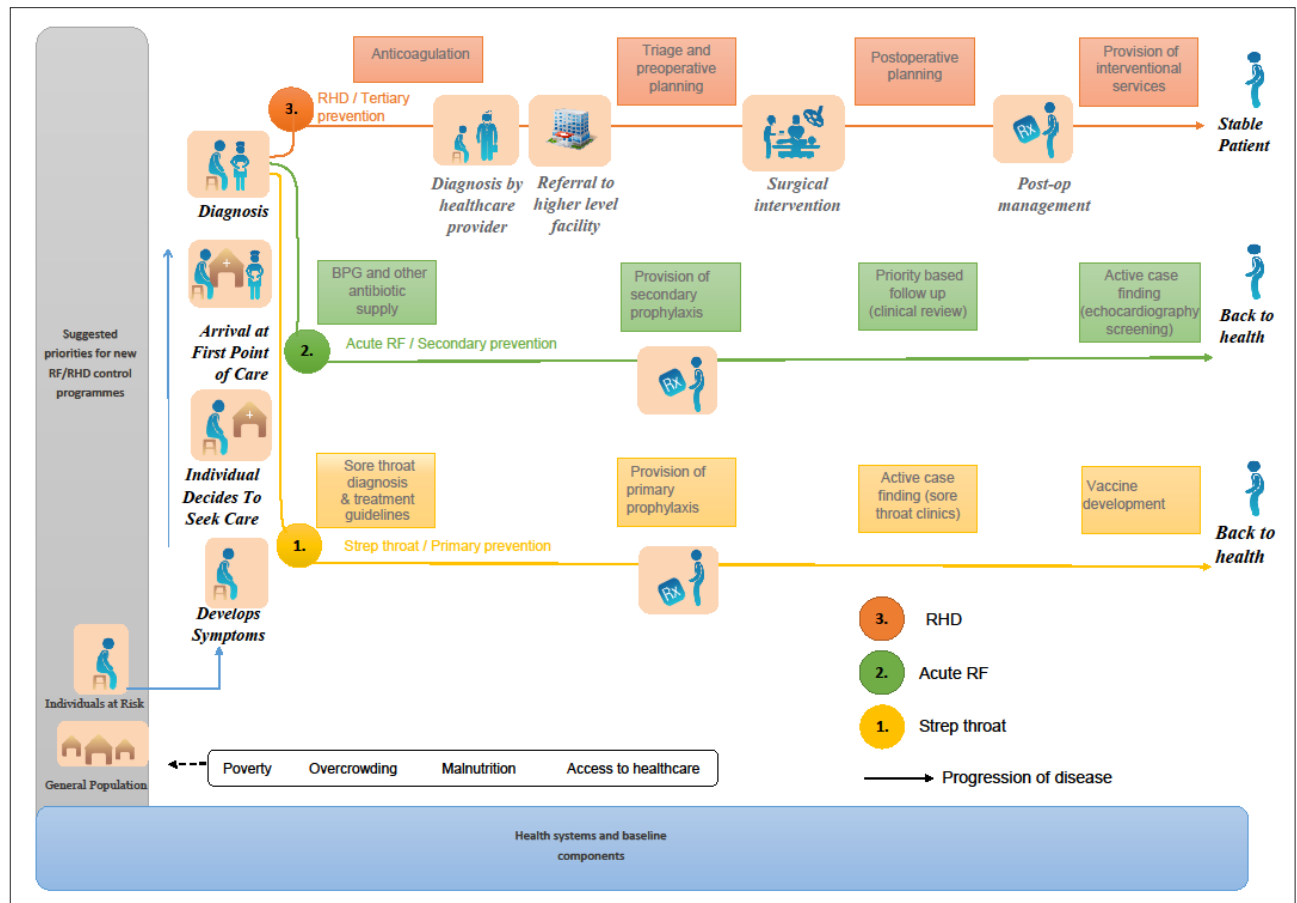 Suggested
priorities for new
RF/RHD control
programmes
Individuals at Risk
General Population
Develops
Symptoms
Individual
Decides To
Seek Care
Arrival at
First Point
of Care
Diagnosis
3.
RHD / Tertiary
prevention
Anticoagulation
Triage and
preoperative
planning
Postoperative
planning
Provision of
interventional
services
Diagnosis by
healthcare
provider
Referral to
higher level
facility
Surgical
intervention
Rx
Post-op
management
Stable
Patient
2.
Acute RF / Secondary prevention
BPG and other
antibiotic
supply
Provision of
secondary
prophylaxis
Priority based
follow up
(clinical review)
Active case
finding
(echocardiography
screening)
Rx
Back to
health
1.
Strep throat / Primary prevention
Sore throat
diagnosis
& treatment
guidelines
Provision of
primary
prophylaxis
Active case
finding (sore
throat clinics)
Vaccine
development
Rx
Back to
health
3. RHD
2. Acute RF
1. Strep throat
Progression of disease
Poverty Overcrowding Malnutrition Access to healthcare
Health systems and baseline
components